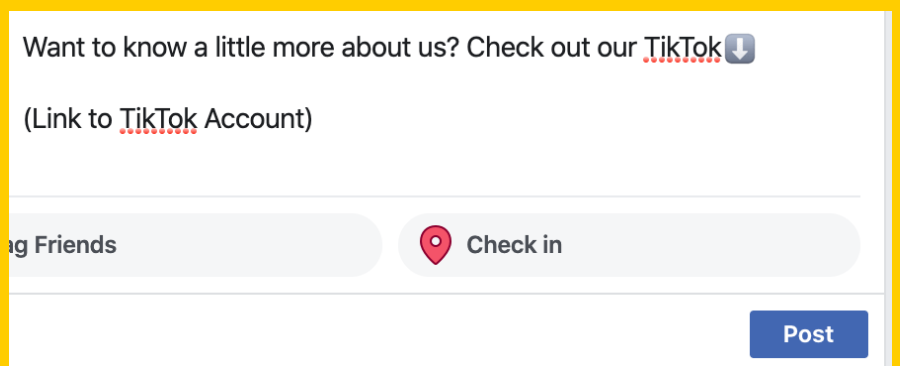 Want to know a little more about us? Check out our TikTok⬇️
(Link to TikTok Account)
ag Friends
Check in
Post